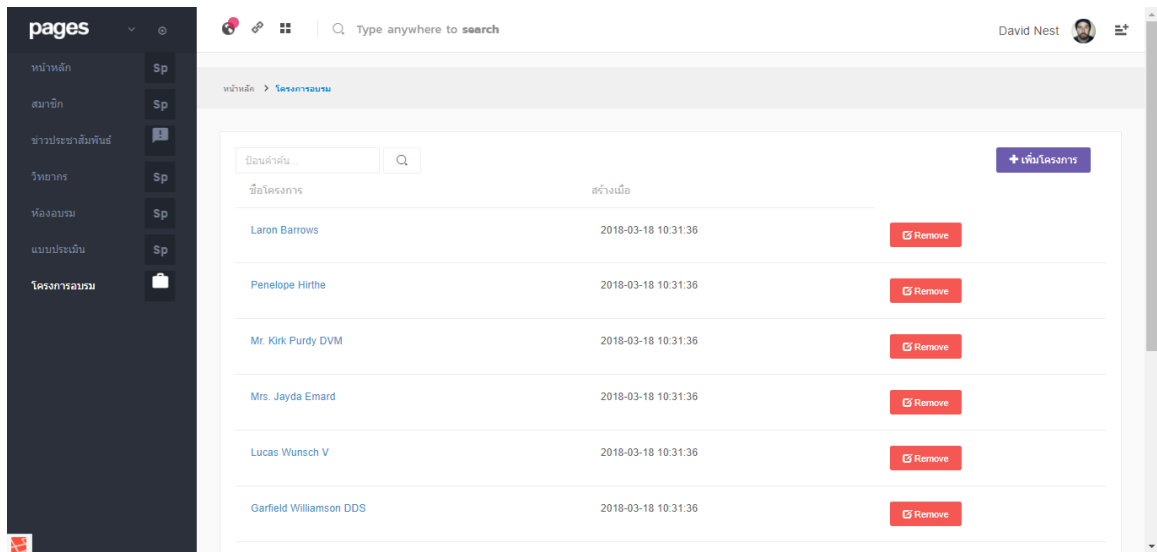 pages
Type anywhere to search
David Nest
หน้าหลัก Sp
สมาชิก Sp
ข่าวประชาสัมพันธ์
วิทยากร Sp
ห้องอบรม Sp
แบบประเมิน Sp
โครงการอบรม
หน้าหลัก > โครงการอบรม
ป้อนคำค้น...
+ เพิ่มโครงการ
ชื่อโครงการ สร้างเมื่อ
Laron Barrows 2018-03-18 10:31:36 Remove
Penelope Hirthe 2018-03-18 10:31:36 Remove
Mr. Kirk Purdy DVM 2018-03-18 10:31:36 Remove
Mrs. Jayda Emard 2018-03-18 10:31:36 Remove
Lucas Wunsch V 2018-03-18 10:31:36 Remove
Garfield Williamson DDS 2018-03-18 10:31:36 Remove